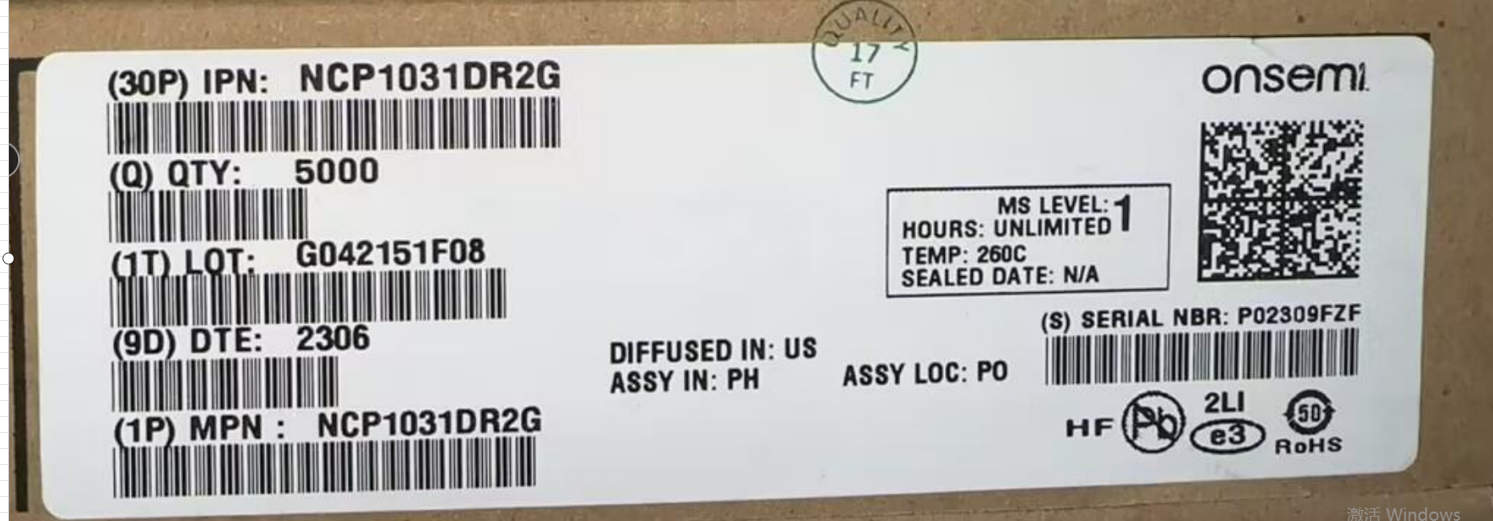 QUALITY
17
FT
(30P) IPN: NCP1031DR2G
onsemi
(Q) QTY: 5000
(1T) LOT: G042151F08
MS LEVEL: 1
HOURS: UNLIMITED
TEMP: 260C
SEALED DATE: N/A
(9D) DTE: 2306
DIFFUSED IN: US
ASSY IN: PH
ASSY LOC: PO
(S) SERIAL NBR: P02309FZF
(1P) MPN : NCP1031DR2G
HF
Pb
2LI
e3
50
RoHS
激活 Windows